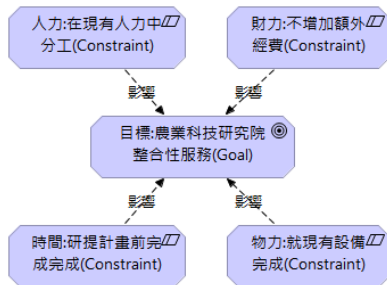 人力:在現有人力中
分工(Constraint)
財力:不增加額外
經費(Constraint)
影響
影響
目標:農業科技研究院
整合性服務(Goal)
影響
影響
時間:研提計畫前完
成完成(Constraint)
物力:就現有設備
完成(Constraint)